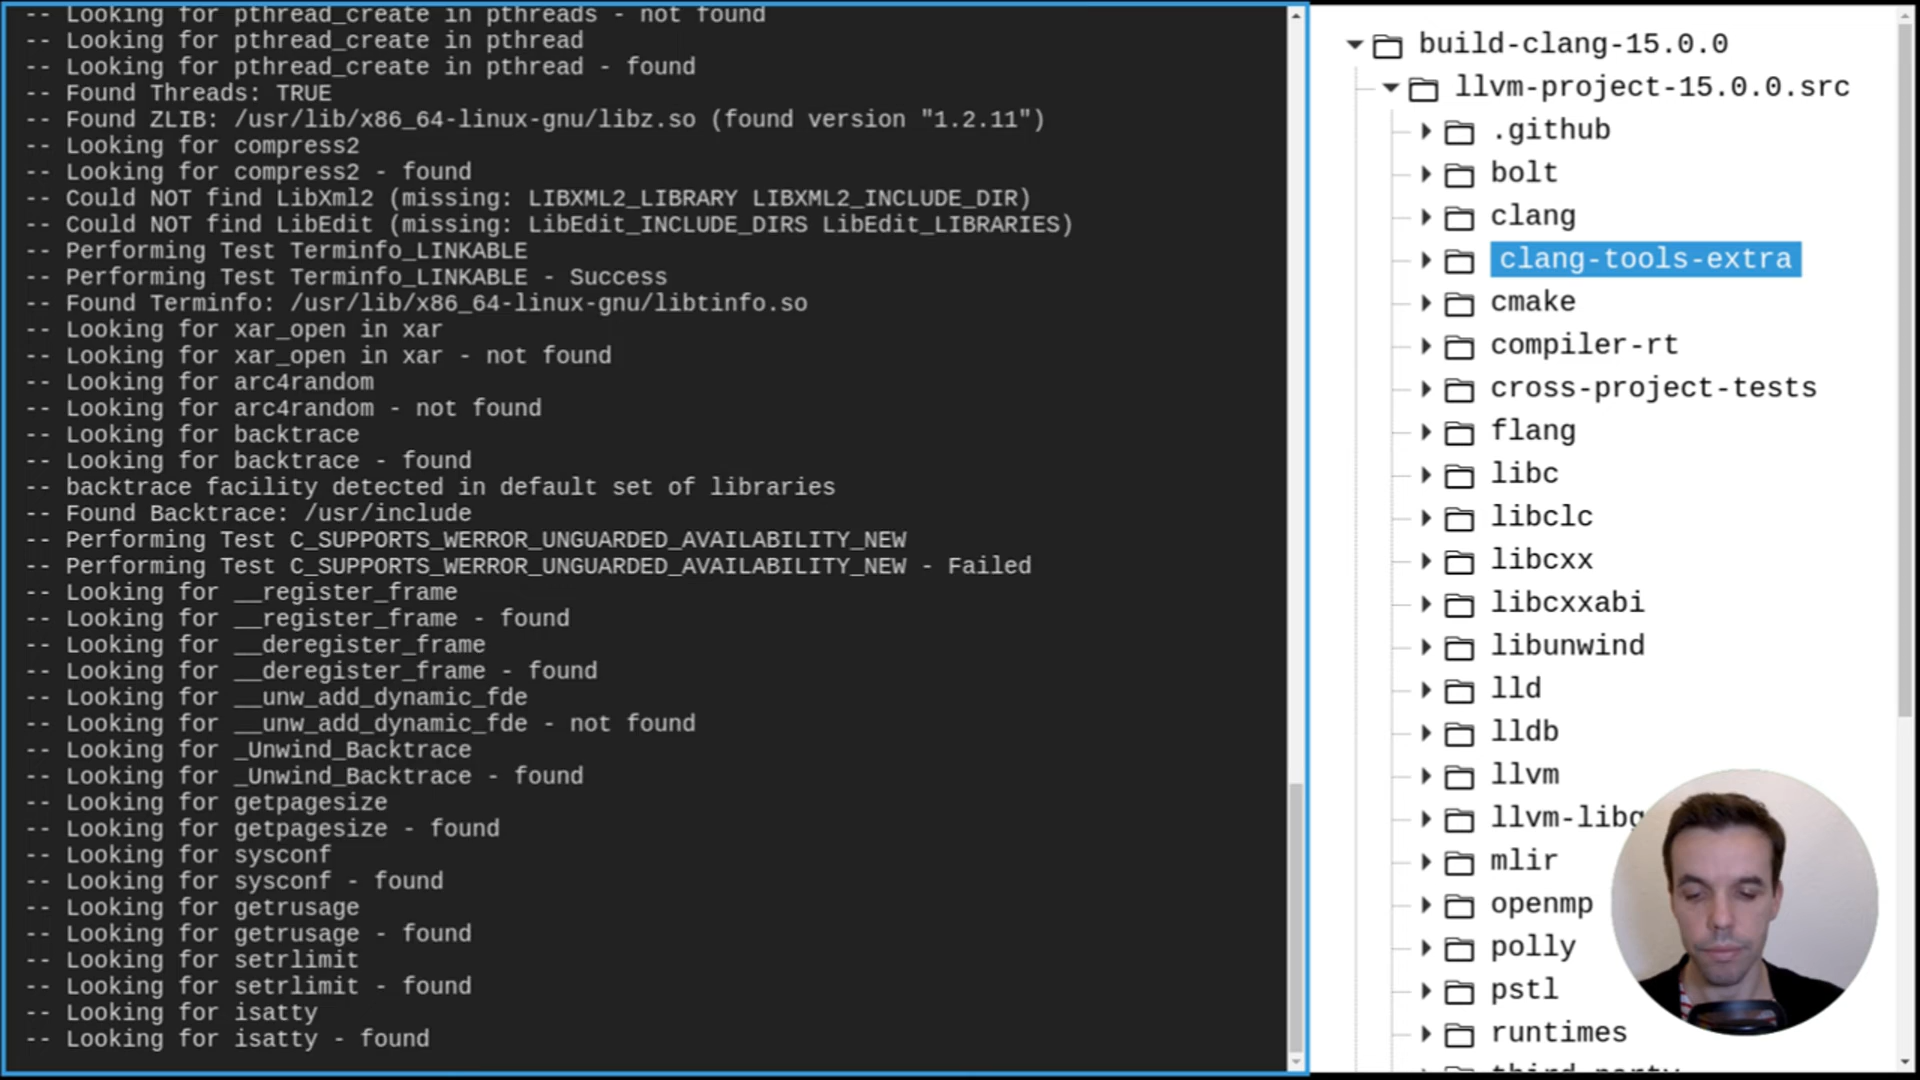 -- Looking for pthread_create in pthreads - not found
-- Looking for pthread_create in pthread
-- Looking for pthread_create in pthread - found
-- Found Threads: TRUE
-- Found ZLIB: /usr/lib/x86_64-linux-gnu/libz.so (found version "1.2.11")
-- Looking for compress2
-- Looking for compress2 - found
-- Could NOT find LibXml2 (missing: LIBXML2_LIBRARY LIBXML2_INCLUDE_DIR)
-- Could NOT find LibEdit (missing: LibEdit_INCLUDE_DIRS LibEdit_LIBRARIES)
-- Performing Test Terminfo_LINKABLE
-- Performing Test Terminfo_LINKABLE - Success
-- Found Terminfo: /usr/lib/x86_64-linux-gnu/libtinfo.so
-- Looking for xar_open in xar
-- Looking for xar_open in xar - not found
-- Looking for arc4random
-- Looking for arc4random - not found
-- Looking for backtrace
-- Looking for backtrace - found
-- backtrace facility detected in default set of libraries
-- Found Backtrace: /usr/include
-- Performing Test C_SUPPORTS_WERROR_UNGUARDED_AVAILABILITY_NEW
-- Performing Test C_SUPPORTS_WERROR_UNGUARDED_AVAILABILITY_NEW - Failed
-- Looking for __register_frame
-- Looking for __register_frame - found
-- Looking for __deregister_frame
-- Looking for __deregister_frame - found
-- Looking for __unw_add_dynamic_fde
-- Looking for __unw_add_dynamic_fde - not found
-- Looking for _Unwind_Backtrace
-- Looking for _Unwind_Backtrace - found
-- Looking for getpagesize
-- Looking for getpagesize - found
-- Looking for sysconf
-- Looking for sysconf - found
-- Looking for getrusage
-- Looking for getrusage - found
-- Looking for setrlimit
-- Looking for setrlimit - found
-- Looking for isatty
-- Looking for isatty - found
build-clang-15.0.0
llvm-project-15.0.0.src
.github
bolt
clang
clang-tools-extra
cmake
compiler-rt
cross-project-tests
flang
libc
libclc
libcxx
libcxxabi
libunwind
lld
lldb
llvm
mlir
openmp
polly
pstl
runtimes
third-party